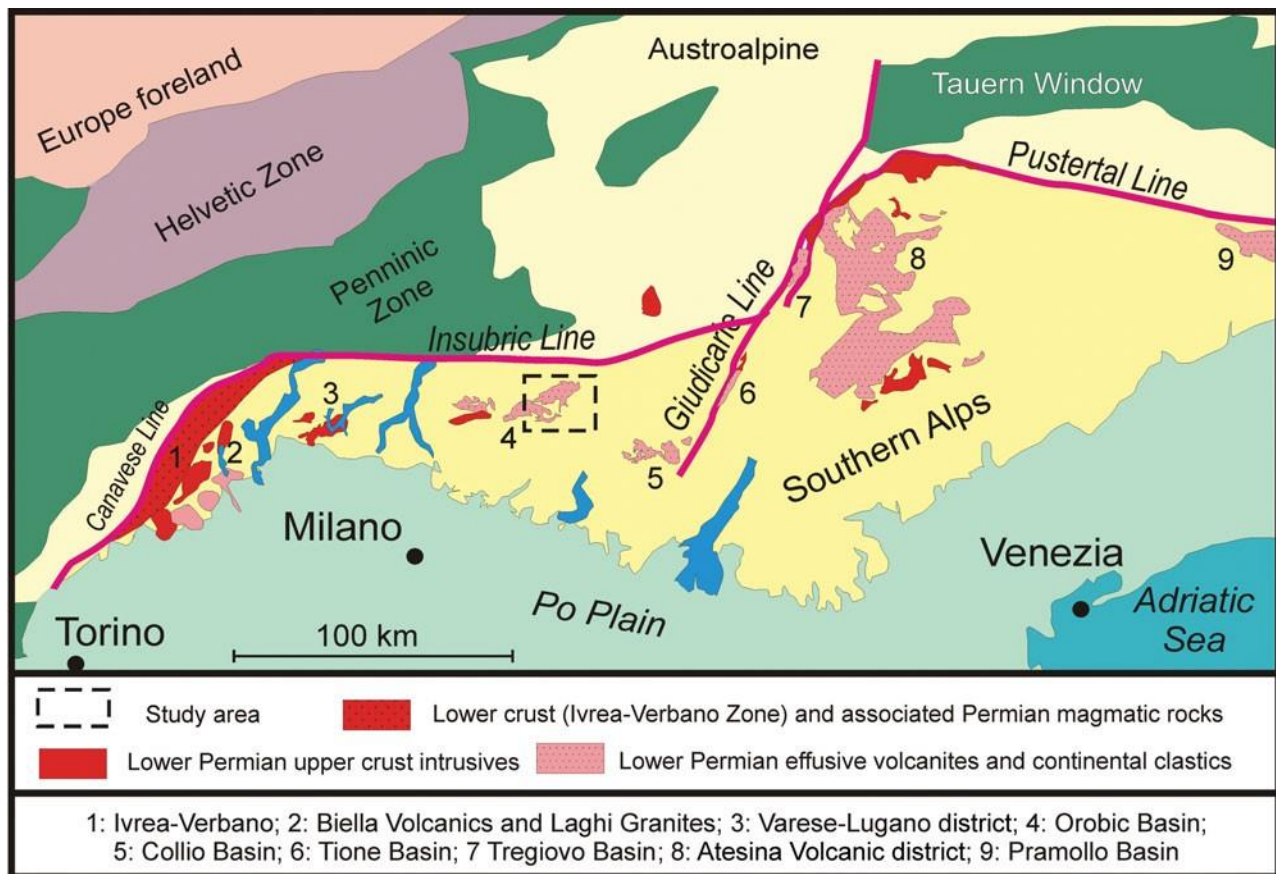 Europe foreland
Helvetic Zone
Penninic
Zone
Austroalpine
Tauern Window
Pustertal Line
Insubric Line
Giudicarie Line
Canavese Line
1
2
3
4
5
6
7
8
9
Southern Alps
Milano
Venezia
Adriatic
Sea
Po Plain
Torino
100 km
Study area
Lower crust (Ivrea-Verbano Zone) and associated Permian magmatic rocks
Lower Permian upper crust intrusives
Lower Permian effusive volcanites and continental clastics
1: Ivrea-Verbano; 2: Biella Volcanics and Laghi Granites; 3: Varese-Lugano district; 4: Orobic Basin;
5: Collio Basin; 6: Tione Basin; 7 Tregiovo Basin; 8: Atesina Volcanic district; 9: Pramollo Basin